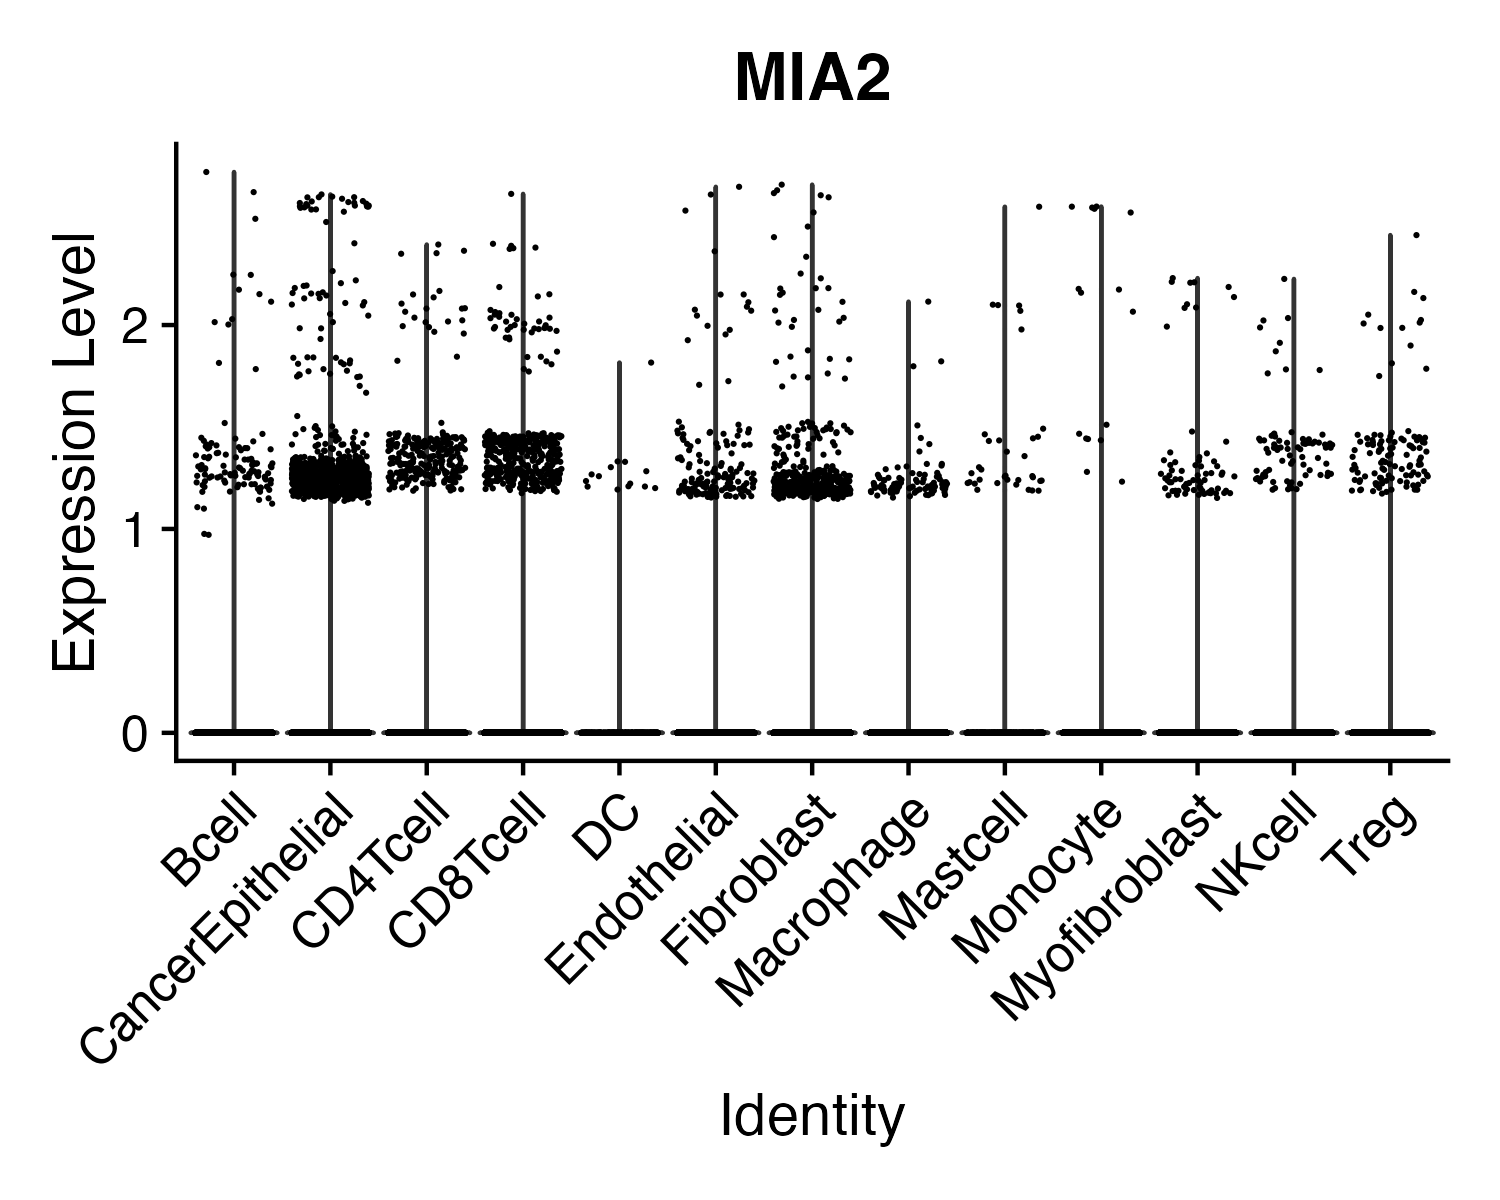 MIA2
Expression Level
2
1
0
Bcell
CancerEpithelial
CD4Tcell
CD8Tcell
DC
Endothelial
Fibroblast
Macrophage
Mastcell
Monocyte
Myofibroblast
NKcell
Treg
Identity